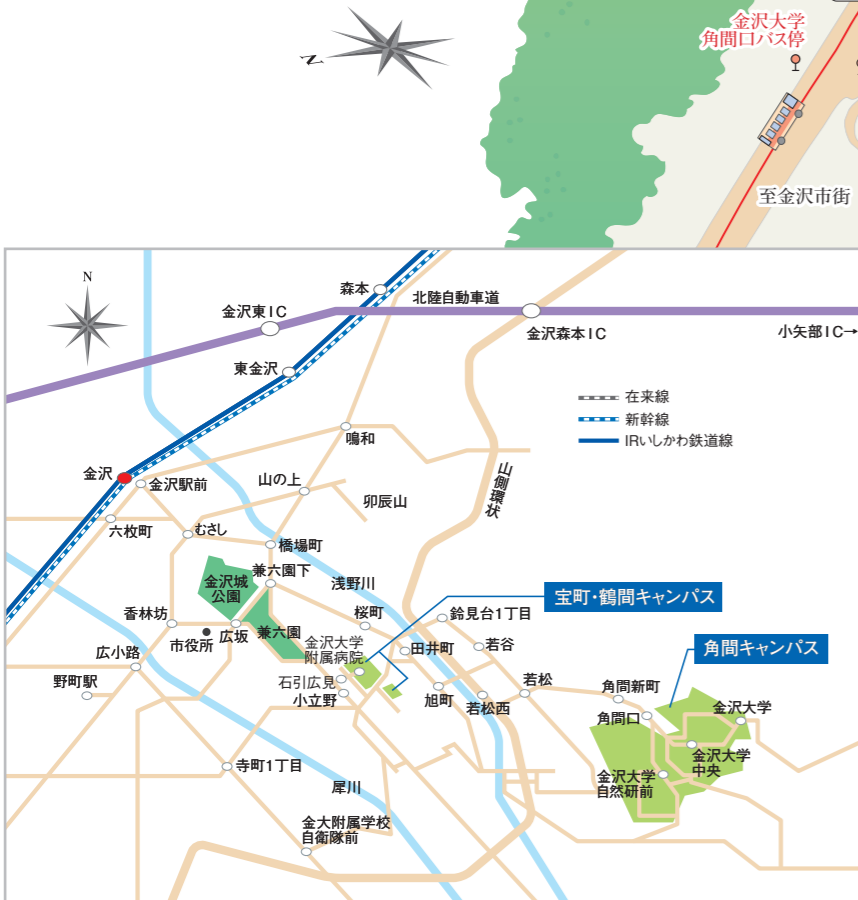 金沢大学
角間口バス停
N
至金沢市街
N
森本
北陸自動車道
金沢東IC
金沢森本IC
小矢部IC→
東金沢
在来線
新幹線
IRいしかわ鉄道線
鳴和
山側環状
金沢
金沢駅前
山の上
卯辰山
六枚町
むさし
橋場町
金沢城
公園
兼六園下
浅野川
宝町・鶴間キャンパス
香林坊
市役所
広坂
兼六園
桜町
鈴見台1丁目
金沢大学
附属病院
田井町
若谷
角間キャンパス
広小路
野町駅
石引広見
小立野
旭町
若松西
若松
角間新町
角間口
金沢大学
金沢大学
中央
金沢大学
自然研前
寺町1丁目
犀川
金大附属学校
自衛隊前